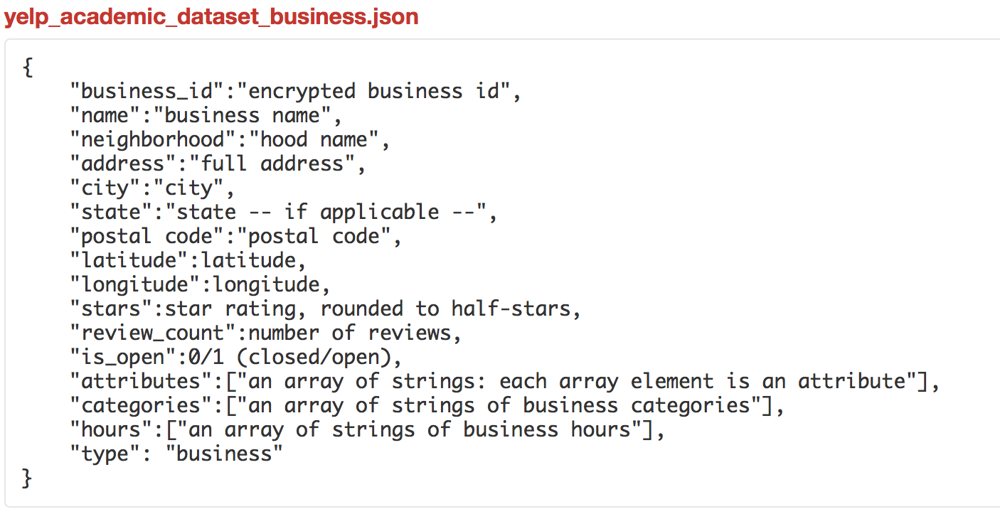 yelp_academic_dataset_business.json
{
"business_id":"encrypted business id",
"name":"business name",
"neighborhood":"hood name",
"address":"full address",
"city":"city",
"state":"state -- if applicable --",
"postal code":"postal code",
"latitude":latitude,
"longitude":longitude,
"stars":star rating, rounded to half-stars,
"review_count":number of reviews,
"is_open":0/1 (closed/open),
"attributes":["an array of strings: each array element is an attribute"],
"categories":["an array of strings of business categories"],
"hours":["an array of strings of business hours"],
"type": "business"
}